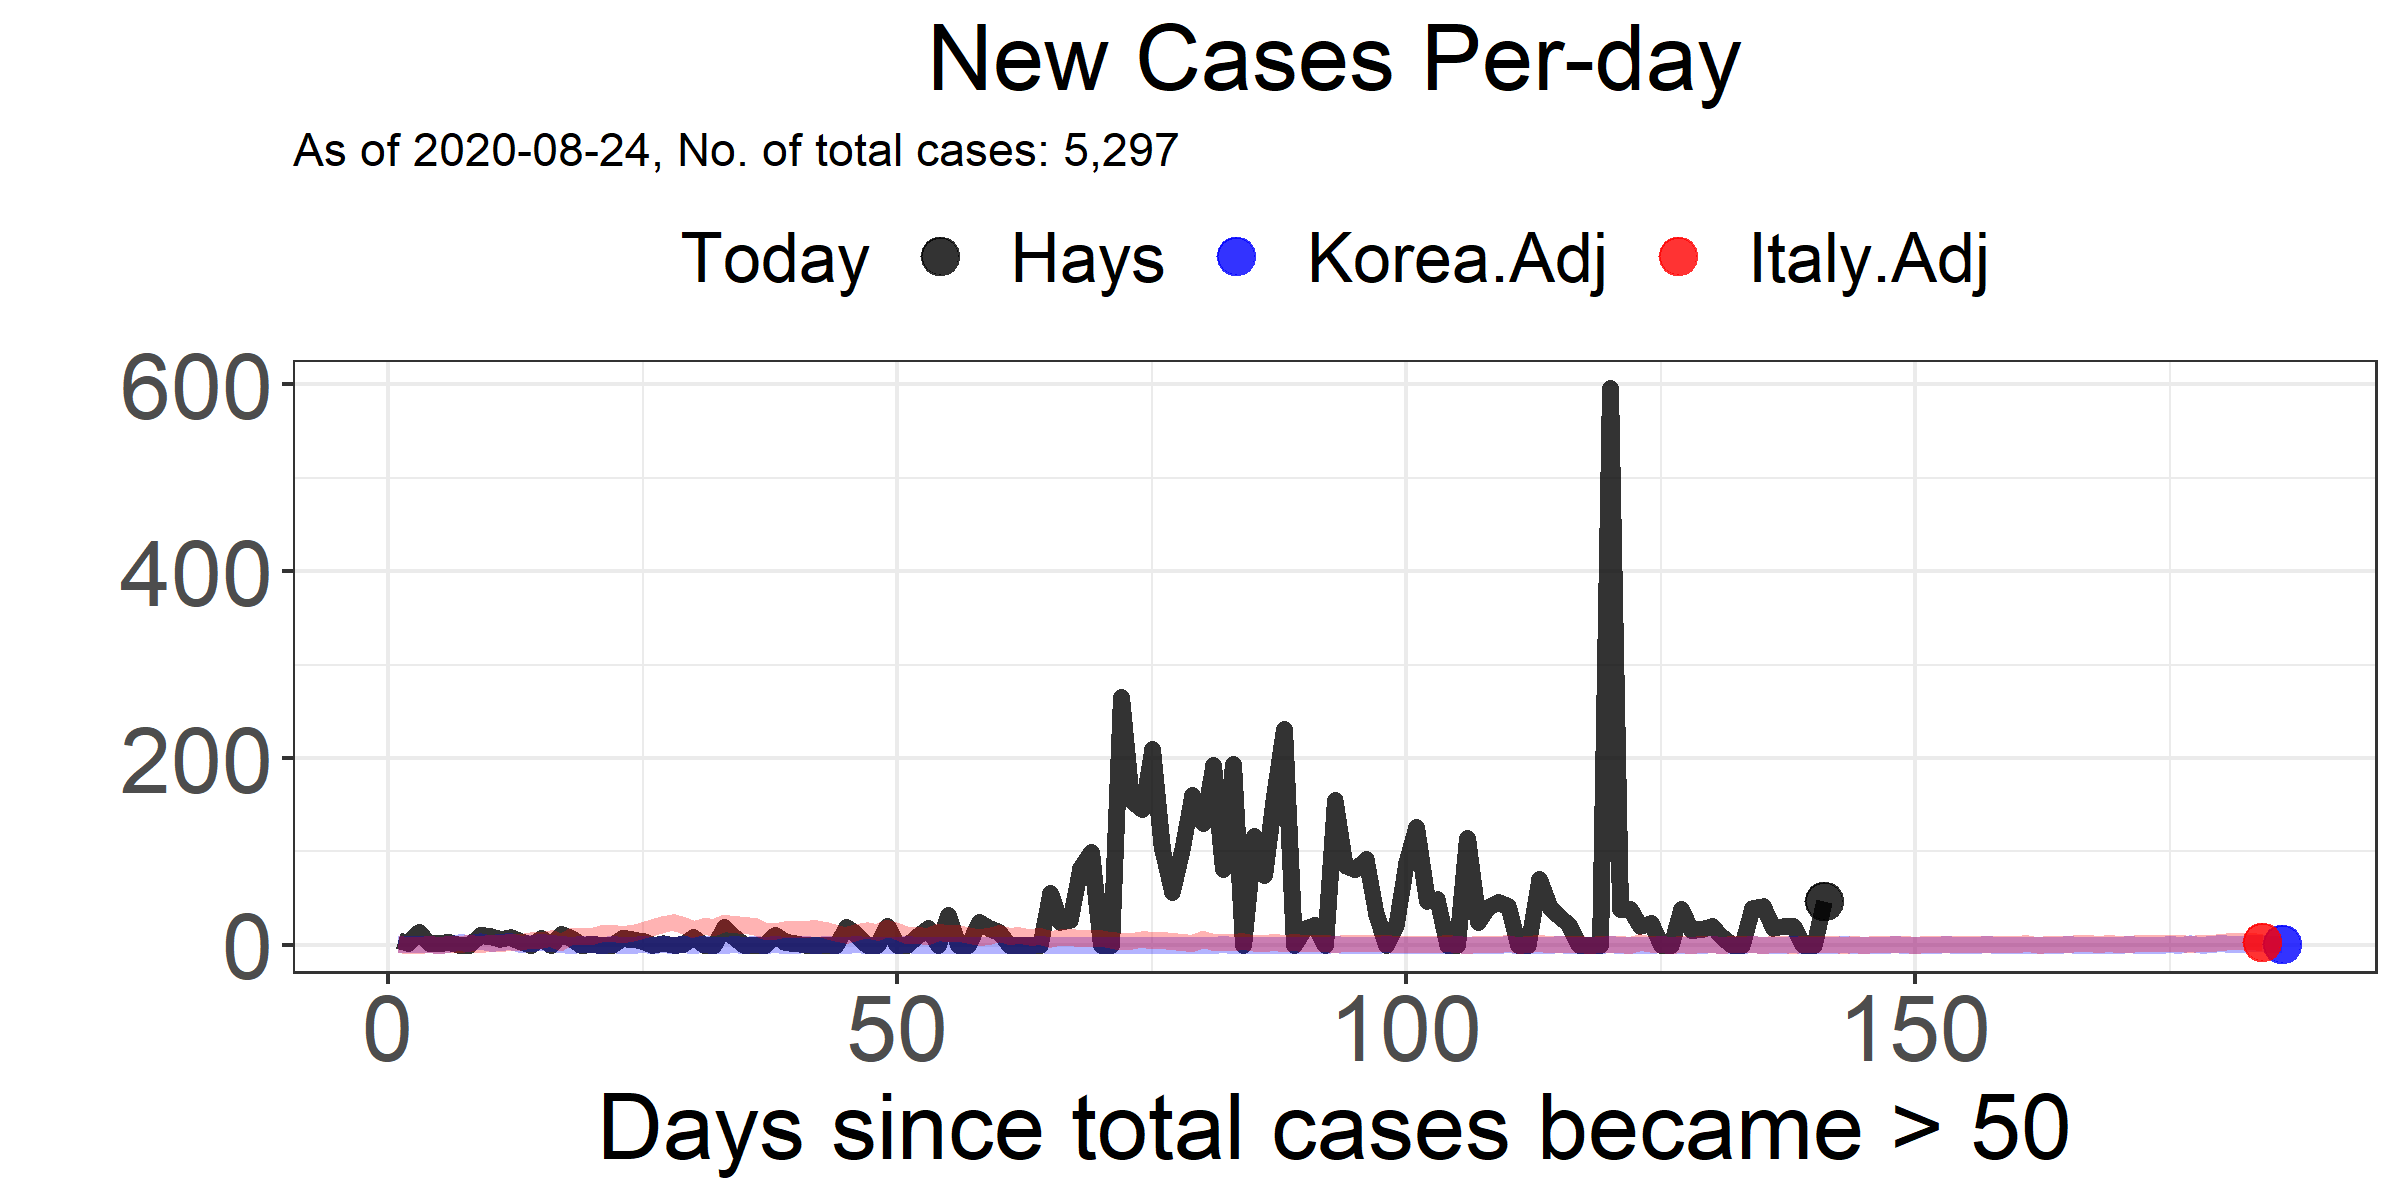 New Cases Per-day
As of 2020-08-24, No. of total cases: 5,297
Today Hays Korea.Adj Italy.Adj
600
400
200
0
0 50 100 150
Days since total cases became > 50